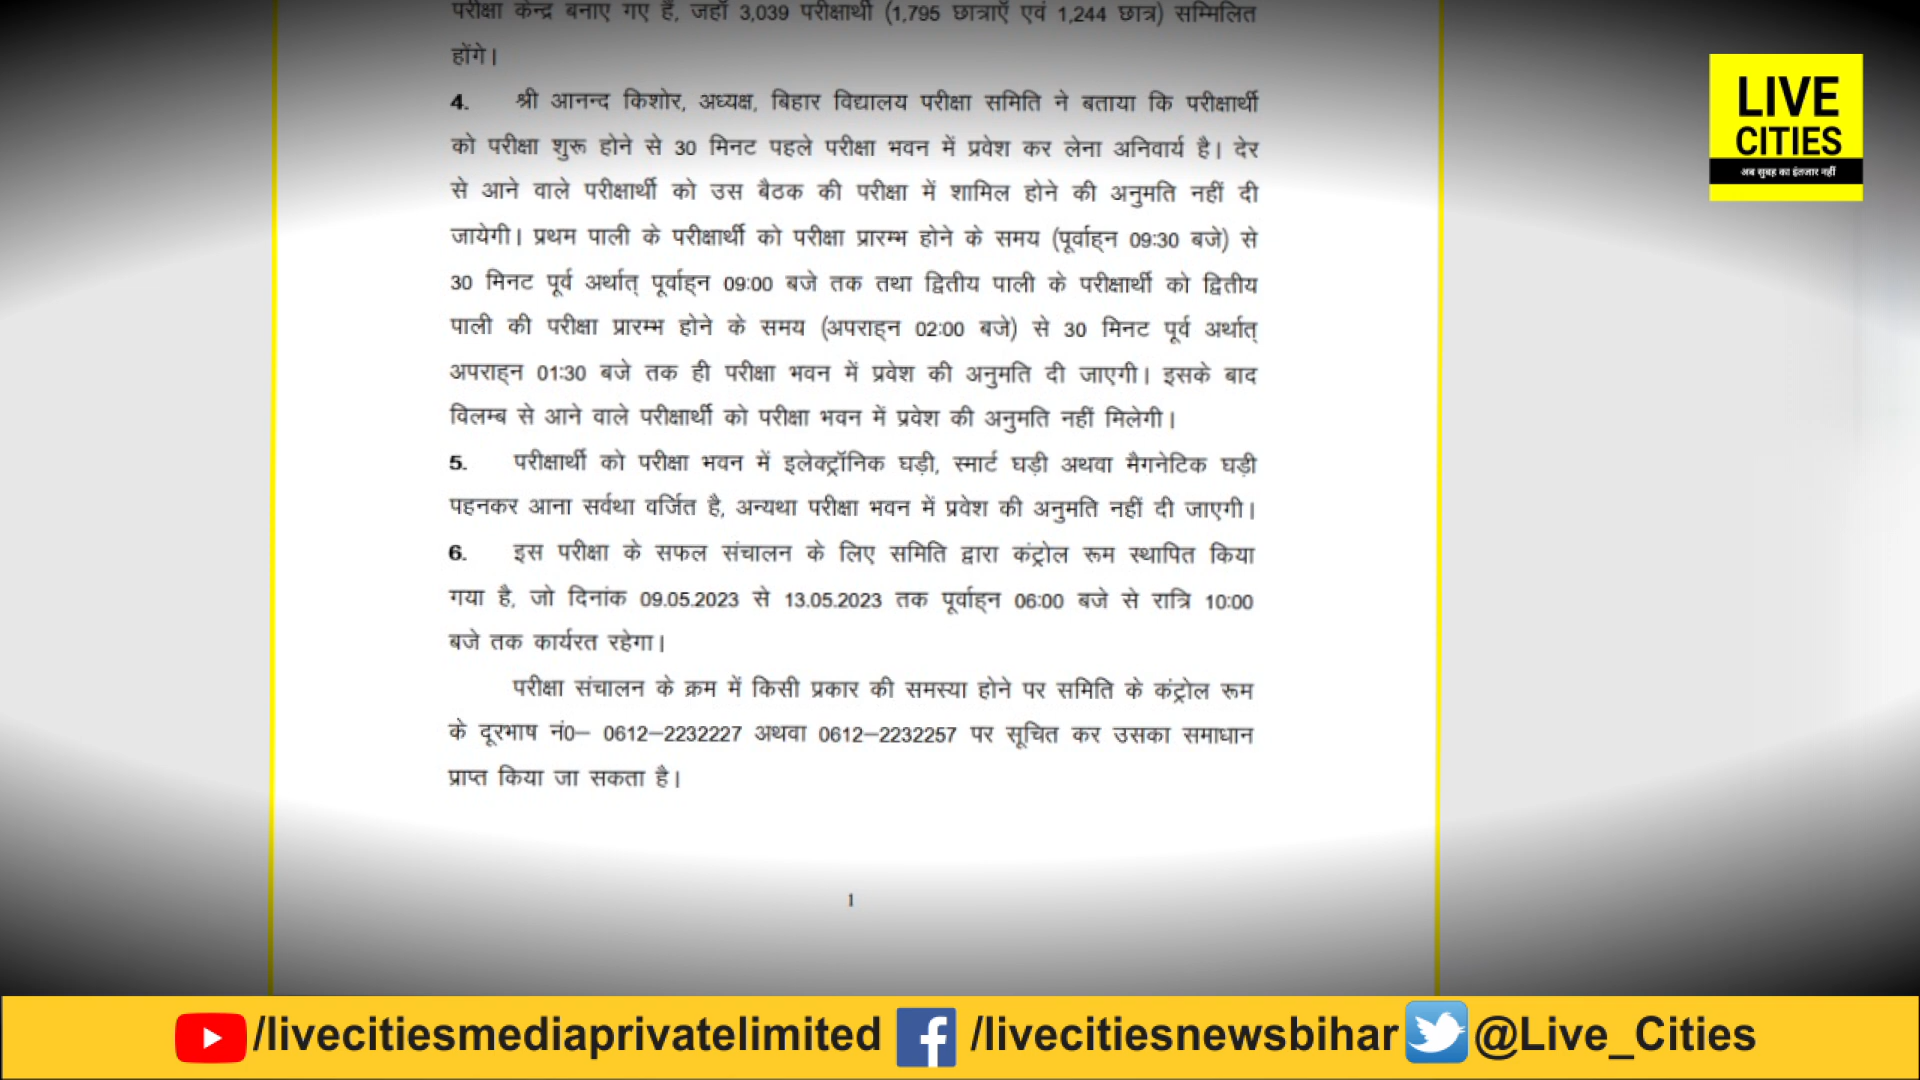 परीक्षा केन्द्र बनाए गए हैं, जहाँ 3,039 परीक्षार्थी (1,795 छात्राएँ एवं 1,244 छात्र) सम्मिलित
होंगे।
4. श्री आनन्द किशोर, अध्यक्ष, बिहार विद्यालय परीक्षा समिति ने बताया कि परीक्षार्थी
को परीक्षा शुरू होने से 30 मिनट पहले परीक्षा भवन में प्रवेश कर लेना अनिवार्य है। देर
से आने वाले परीक्षार्थी को उस बैठक की परीक्षा में शामिल होने की अनुमति नहीं दी
जायेगी। प्रथम पाली के परीक्षार्थी को परीक्षा प्रारम्भ होने के समय (पूर्वाह्न 09:30 बजे) से
30 मिनट पूर्व अर्थात् पूर्वाह्न 09:00 बजे तक तथा द्वितीय पाली के परीक्षार्थी को द्वितीय
पाली की परीक्षा प्रारम्भ होने के समय (अपराह्न 02:00 बजे) से 30 मिनट पूर्व अर्थात्
अपराह्न 01:30 बजे तक ही परीक्षा भवन में प्रवेश की अनुमति दी जाएगी। इसके बाद
विलम्ब से आने वाले परीक्षार्थी को परीक्षा भवन में प्रवेश की अनुमति नहीं मिलेगी।
5. परीक्षार्थी को परीक्षा भवन में इलेक्ट्रॉनिक घड़ी, स्मार्ट घड़ी अथवा मैगनेटिक घड़ी
पहनकर आना सर्वथा वर्जित है, अन्यथा परीक्षा भवन में प्रवेश की अनुमति नहीं दी जाएगी।
6. इस परीक्षा के सफल संचालन के लिए समिति द्वारा कंट्रोल रूम स्थापित किया
गया है, जो दिनांक 09.05.2023 से 13.05.2023 तक पूर्वाह्न 06:00 बजे से रात्रि 10:00
बजे तक कार्यरत रहेगा।
परीक्षा संचालन के क्रम में किसी प्रकार की समस्या होने पर समिति के कंट्रोल रूम
के दूरभाष नं0– 0612–2232227 अथवा 0612–2232257 पर सूचित कर उसका समाधान
प्राप्त किया जा सकता है।
1
LIVE
CITIES
अब सुबह का इंतजार नहीं
/livecitiesmediaprivatelimited /livecitiesnewsbihar @Live_Cities